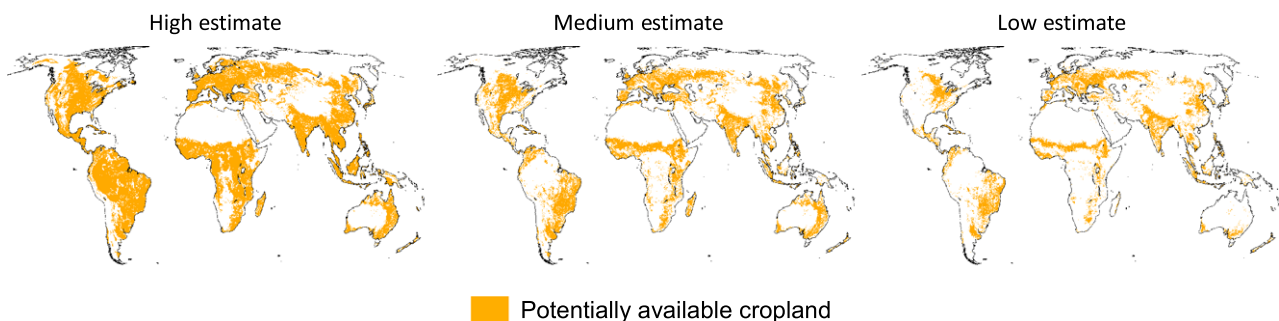 High estimate
Medium estimate
Low estimate
Potentially available cropland